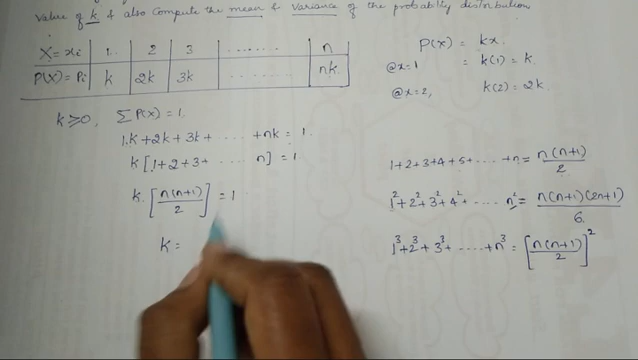 Value of k & also Compute the mean & Variance of the probability distribution
X=xi 1 2 3 ........ n
P(X)=Pi k 2k 3k ........ nk
P(x) = kx
@x=1 = k(1) = k.
@x=2, k(2) = 2k.
k≥0, ΣP(X)=1,
1.k+2k+3k+ .... +nk = 1.
k[1+2+3+ .... n] = 1
k.[n(n+1)/2] = 1
k =
1+2+3+4+5+ .... +n = n(n+1)/2
1²+2²+3²+4²+ .... n² = n(n+1)(2n+1)/6
1³+2³+3³+ .... +n³ = [n(n+1)/2]²